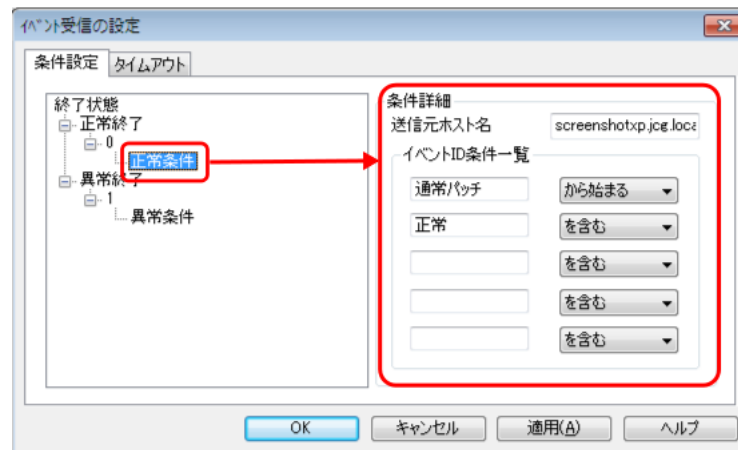 イベント受信の設定
条件設定 タイムアウト
終了状態
正常終了
0
正常条件
異常終了
1
異常条件
条件詳細
送信元ホスト名 screenshotxp.jcg.loca
イベントID条件一覧
通常パッチ から始まる
正常 を含む
を含む
を含む
を含む
OK キャンセル 適用(A) ヘルプ